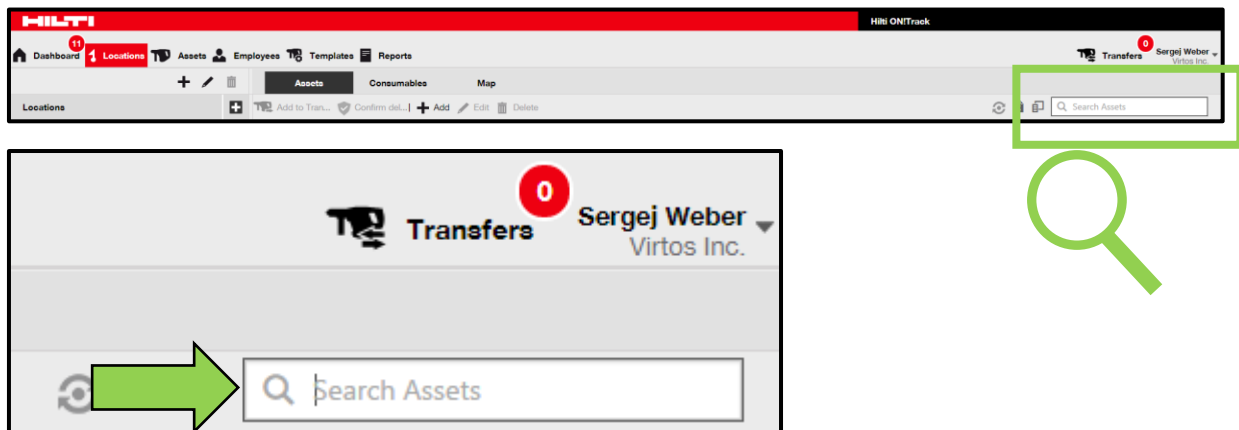 HILTI
Hilti ON!Track
11
Dashboard Locations Assets Employees Templates Reports
0
Transfers Sergej Weber
Virtos Inc.
Assets Consumables Map
Locations Add to Tran... Confirm del...| Add Edit Delete Search Assets
0
Transfers Sergej Weber
Virtos Inc.
Search Assets